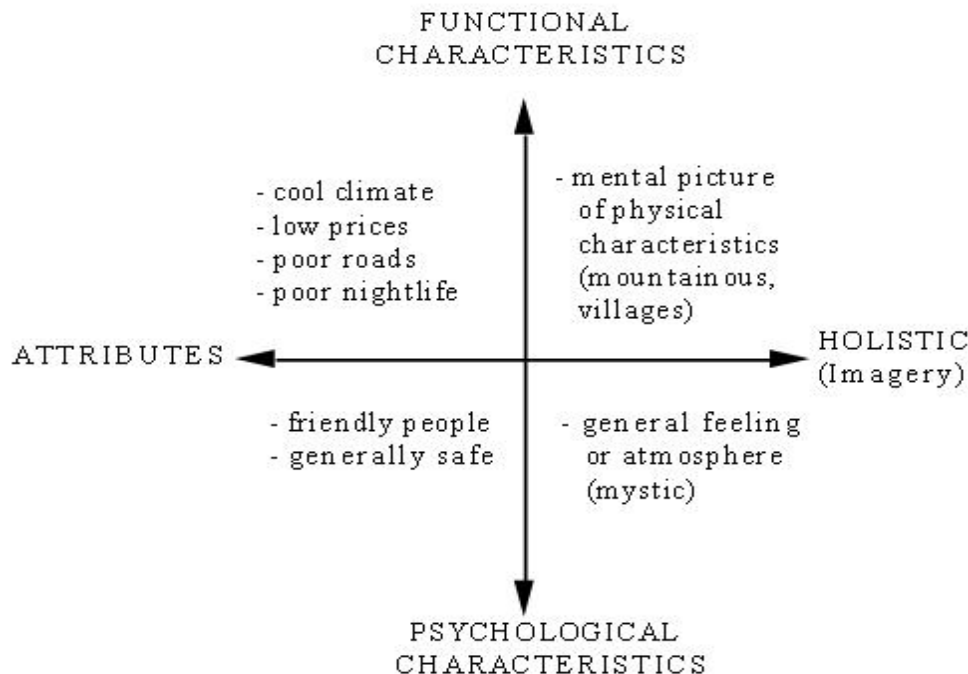 FUNCTIONAL
CHARACTERISTICS
- cool climate
- low prices
- poor roads
- poor nightlife
- mental picture
of physical
characteristics
(mountainous,
villages)
ATTRIBUTES
HOLISTIC
(Imagery)
- friendly people
- generally safe
- general feeling
or atmosphere
(mystic)
PSYCHOLOGICAL
CHARACTERISTICS